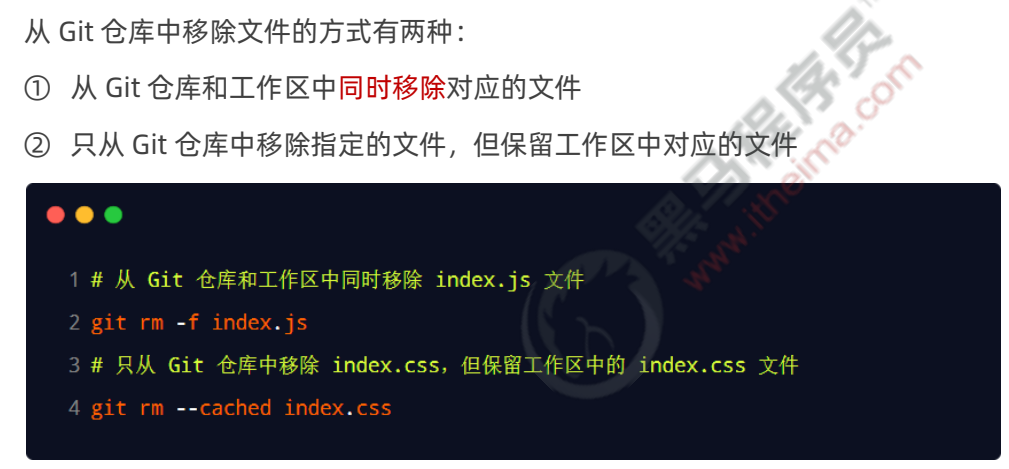 从 Git 仓库中移除文件的方式有两种：
① 从 Git 仓库和工作区中同时移除对应的文件
② 只从 Git 仓库中移除指定的文件，但保留工作区中对应的文件
黑马程序员
www.itheima.com
1 # 从 Git 仓库和工作区中同时移除 index.js 文件
2 git rm -f index.js
3 # 只从 Git 仓库中移除 index.css，但保留工作区中的 index.css 文件
4 git rm --cached index.css